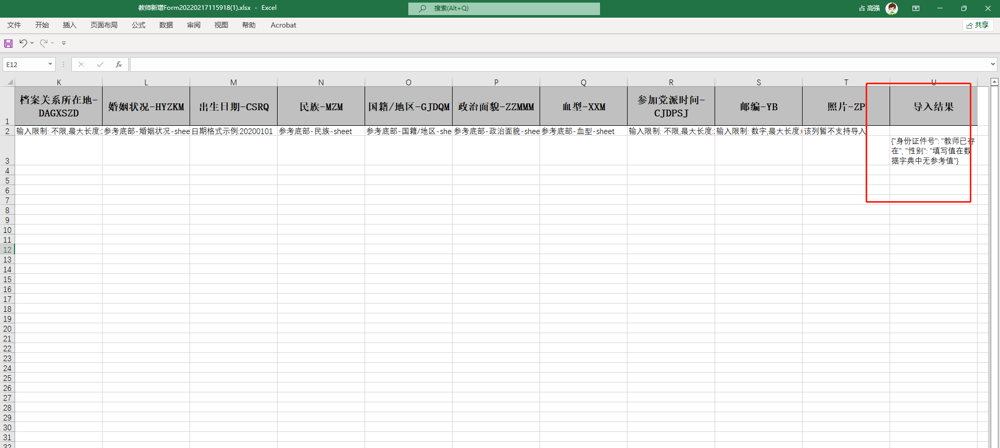 教师新增Form20220217115918(1).xlsx - Excel
搜索(Alt+Q)
占 高强
文件 开始 插入 页面布局 公式 数据 审阅 视图 帮助 Acrobat
共享
E12
fx
K L M N O P Q R S T U
1
档案关系所在地-
DAGXSZD
婚姻状况-HYZKM
出生日期-CSRQ
民族-MZM
国籍/地区-GJDQM
政治面貌-ZZMMM
血型-XXM
参加党派时间-
CJDPSJ
邮编-YB
照片-ZP
导入结果
2
输入限制: 不限,最大长度:
参考底部-婚姻状况-shee
日期格式示例:20200101
参考底部-民族-sheet
参考底部-国籍/地区-she
参考底部-政治面貌-shee
参考底部-血型-sheet
输入限制: 不限,最大长度:
输入限制: 数字,最大长度:
该列暂不支持导入
3
{"身份证件号": "教师已存
在", "性别": "填写值在数
据字典中无参考值"}
4
5
6
7
8
9
10
11
12
13
14
15
16
17
18
19
20
21
22
23
24
25
26
27
28
29
30
31
32